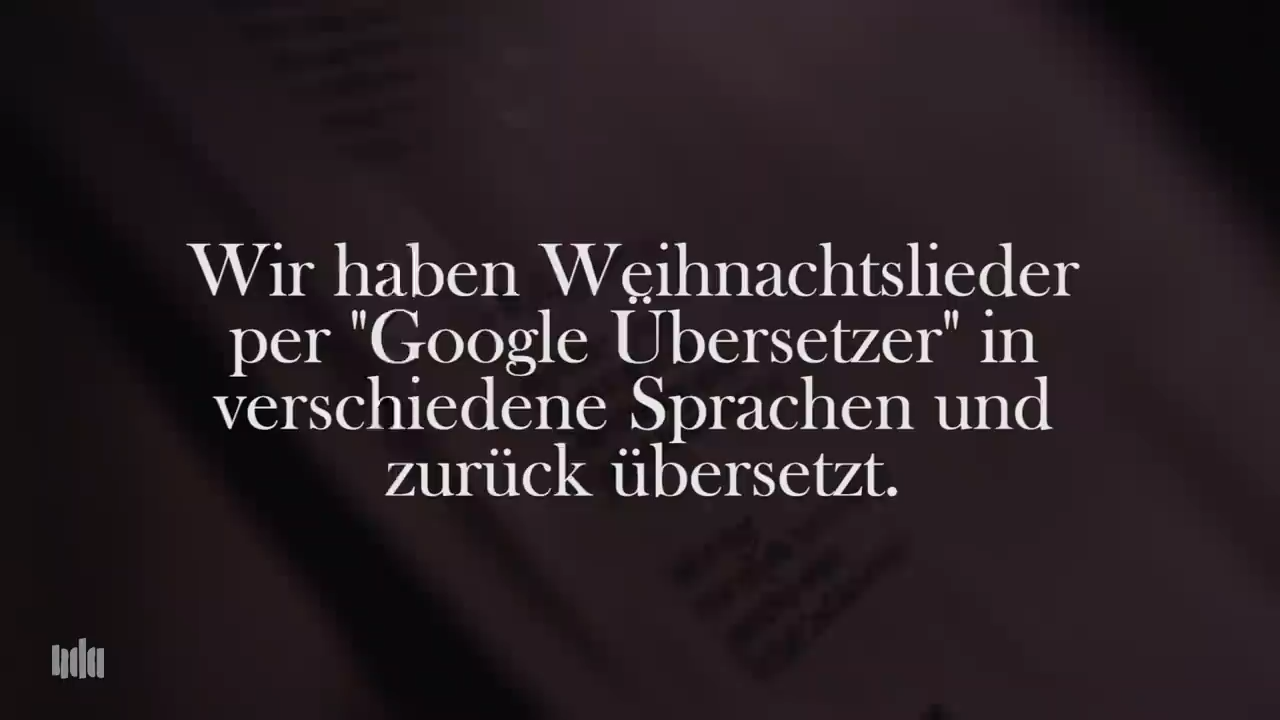 Wir haben Weihnachtslieder
per "Google Übersetzer" in
verschiedene Sprachen und
zurück übersetzt.